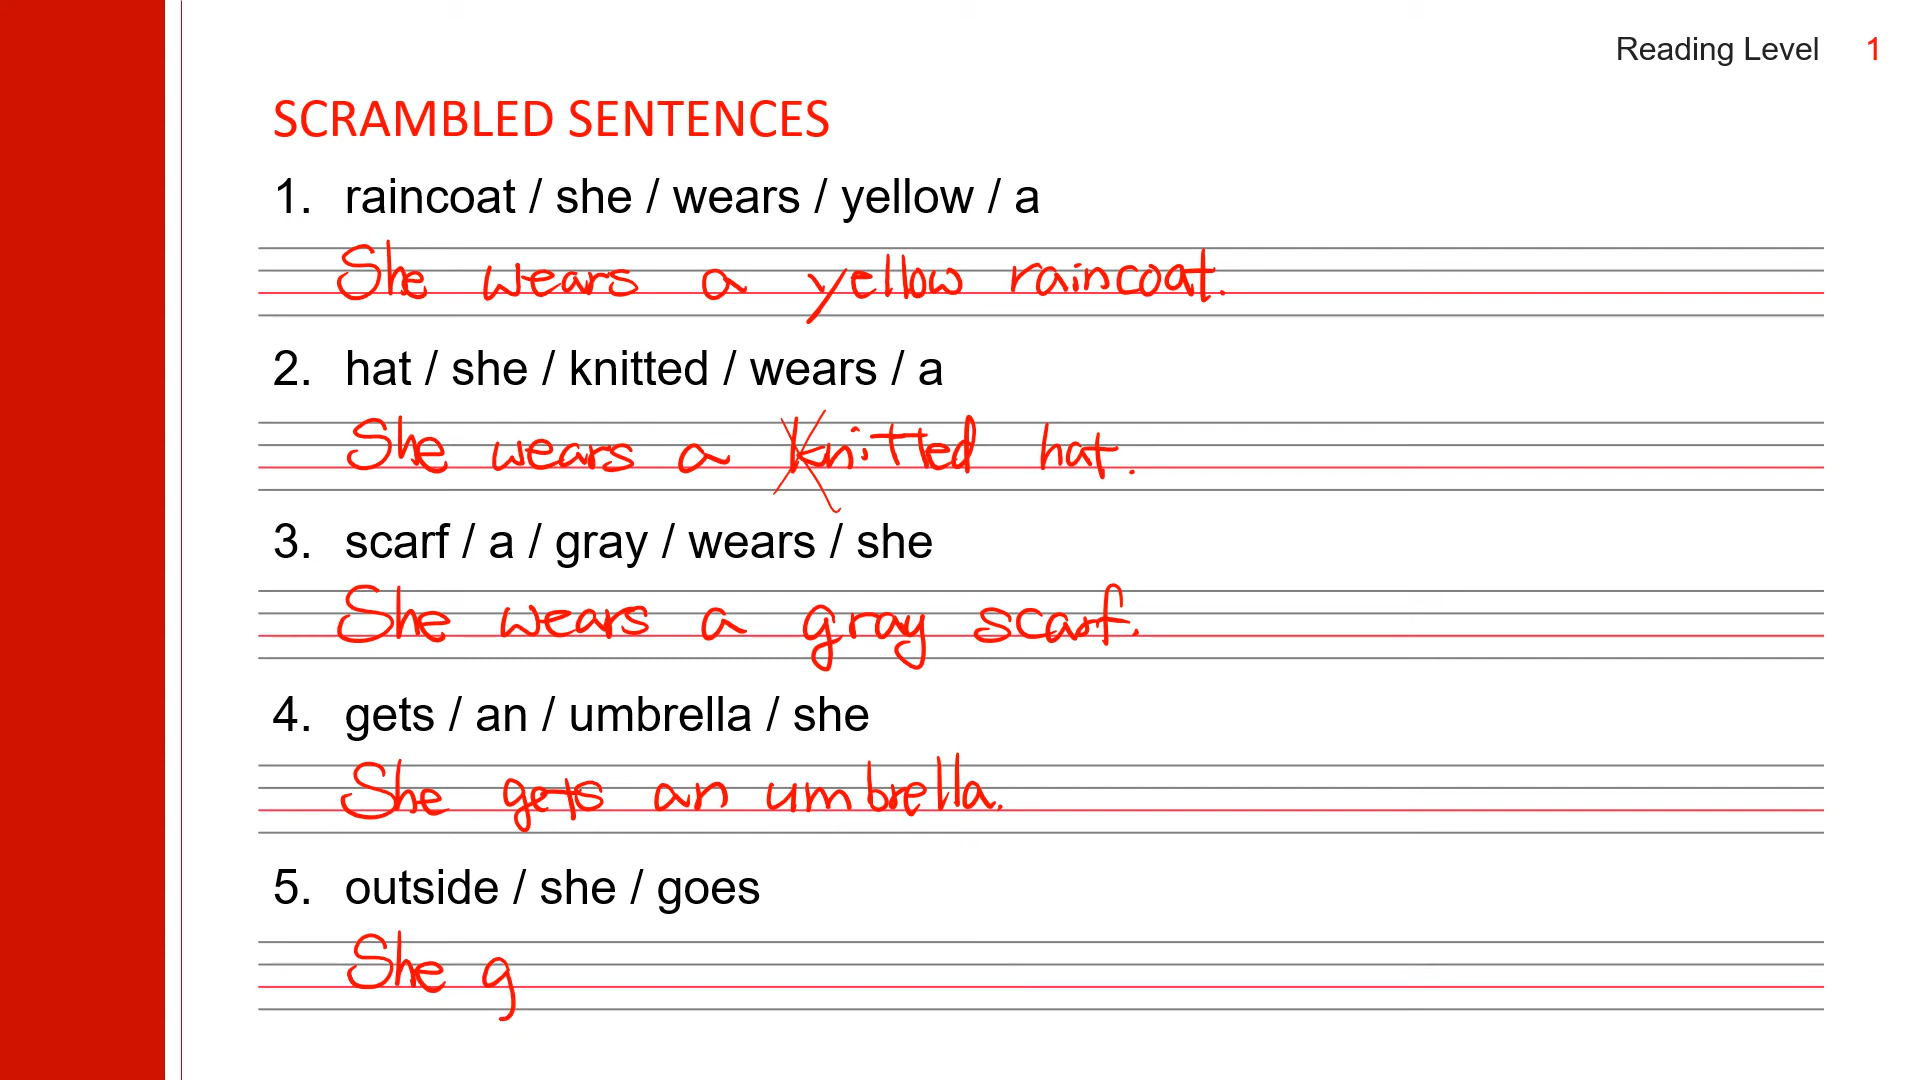 Reading Level 1
SCRAMBLED SENTENCES
1. raincoat / she / wears / yellow / a
She wears a yellow raincoat.
2. hat / she / knitted / wears / a
She wears a knitted hat.
3. scarf / a / gray / wears / she
She wears a gray scarf.
4. gets / an / umbrella / she
She gets an umbrella.
5. outside / she / goes
She g